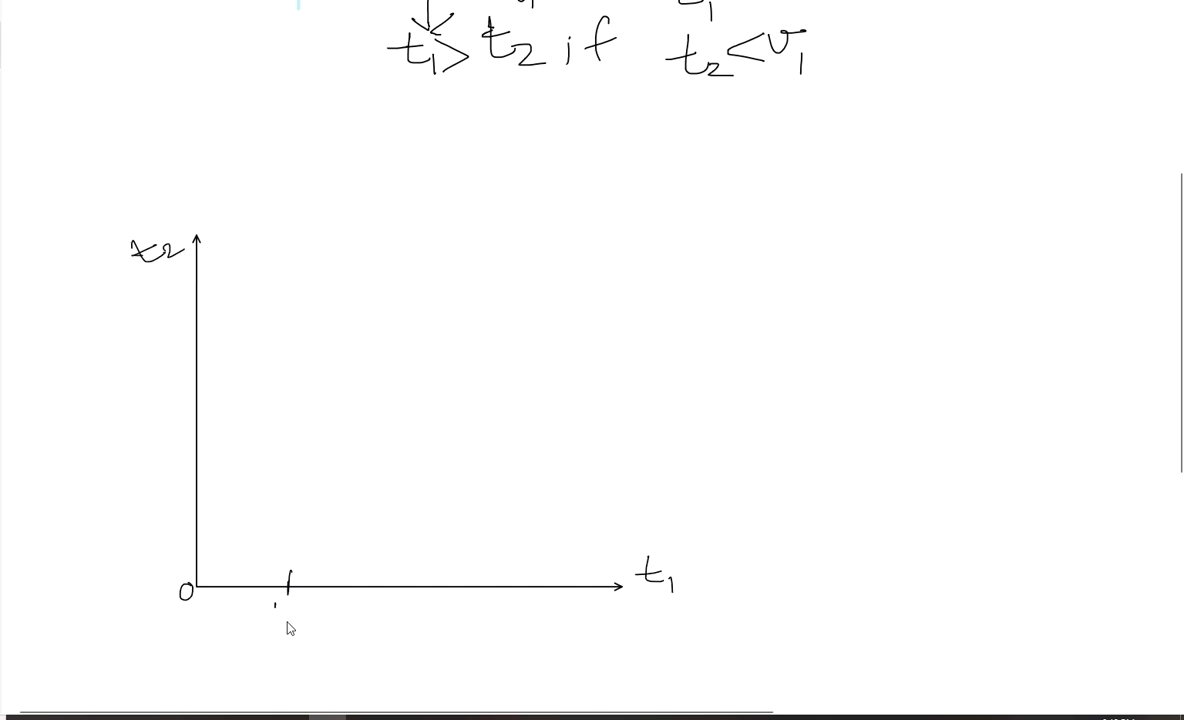 t₁ > t₂ if t₂ < v₁
t₂
0
t₁